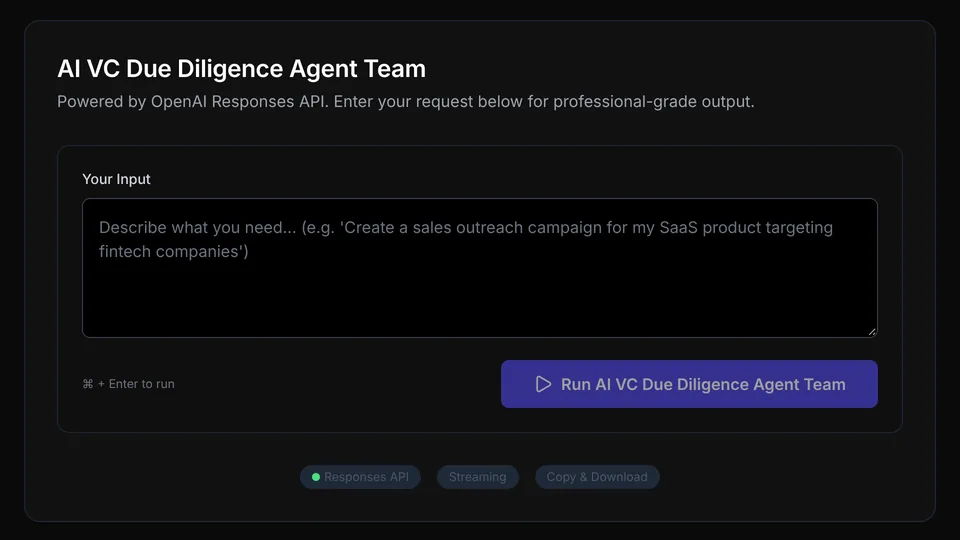 AI VC Due Diligence Agent Team
Powered by OpenAI Responses API. Enter your request below for professional-grade output.
Your Input
Describe what you need... (e.g. 'Create a sales outreach campaign for my SaaS product targeting
fintech companies')
⌘ + Enter to run
Run AI VC Due Diligence Agent Team
Responses API
Streaming
Copy & Download